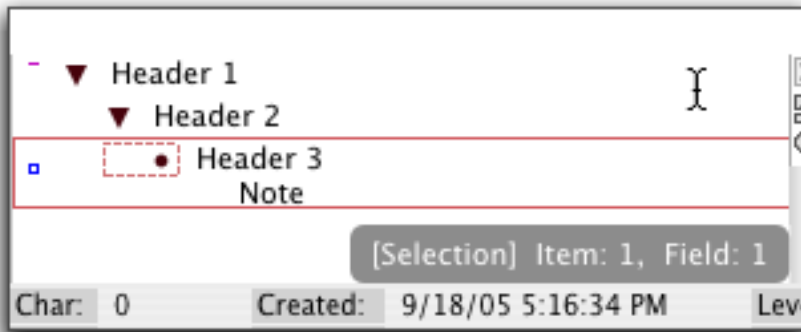 Header 1
Header 2
Header 3
Note
[Selection] Item: 1, Field: 1
Char: 0 Created: 9/18/05 5:16:34 PM Lev